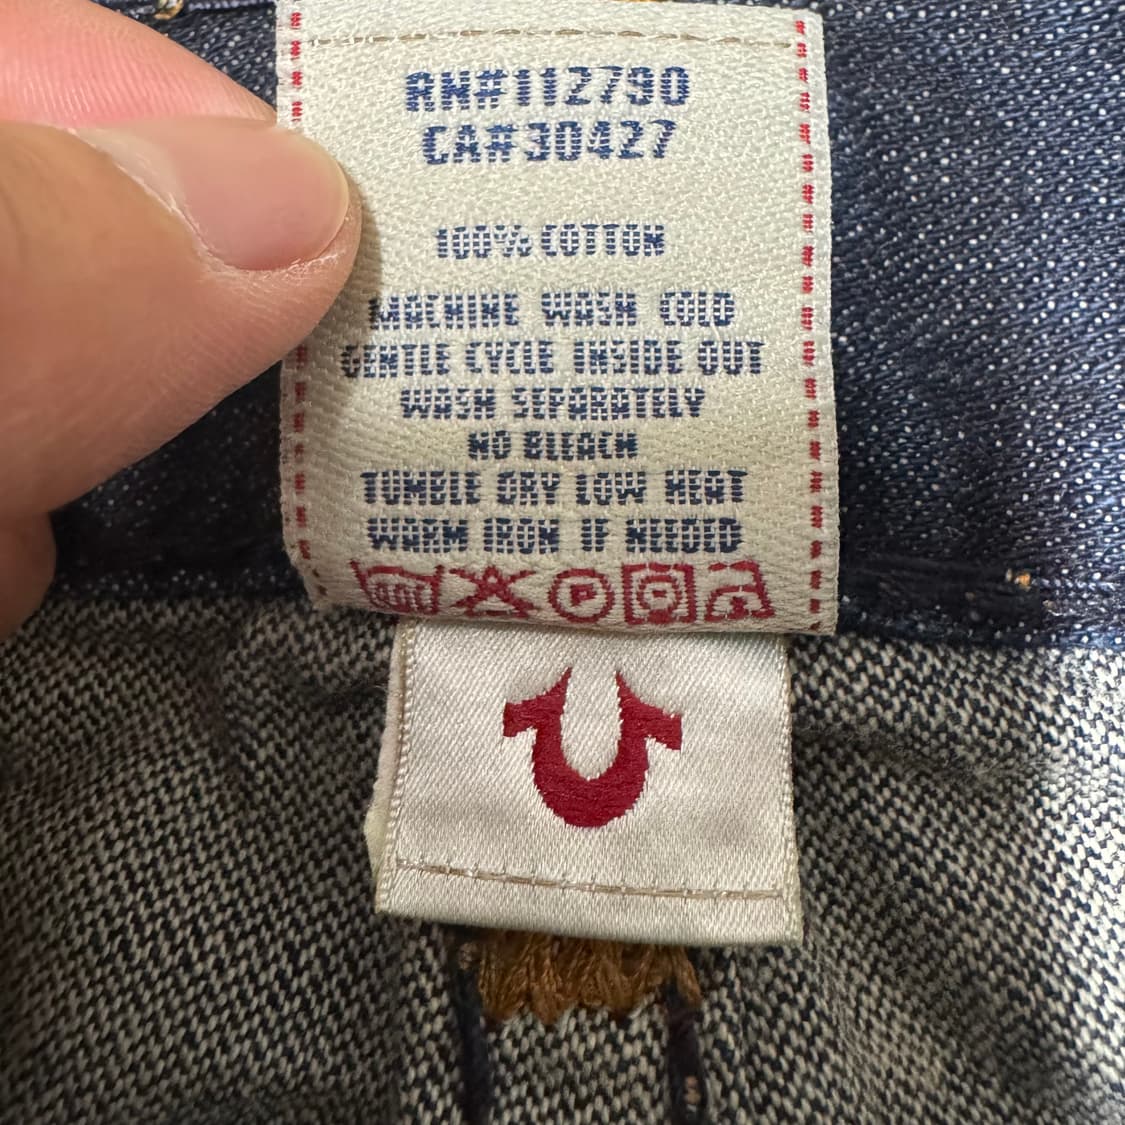 RN#112790
CA#30427
100% COTTON
MACHINE WASH COLD
GENTLE CYCLE INSIDE OUT
WASH SEPARATELY
NO BLEACH
TUMBLE DRY LOW HEAT
WARM IRON IF NEEDED
P